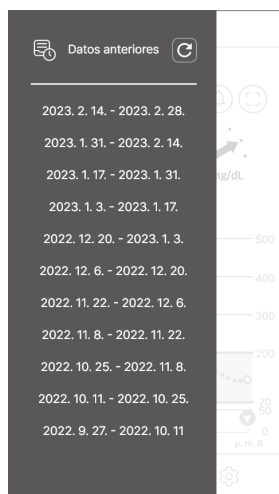 Datos anteriores
2023. 2. 14. - 2023. 2. 28.
2023. 1. 31. - 2023. 2. 14.
2023. 1. 17. - 2023. 1. 31.
2023. 1. 3. - 2023. 1. 17.
2022. 12. 20. - 2023. 1. 3.
2022. 12. 6. - 2022. 12. 20.
2022. 11. 22. - 2022. 12. 6.
2022. 11. 8. - 2022. 11. 22.
2022. 10. 25. - 2022. 11. 8.
2022. 10. 11. - 2022. 10. 25.
2022. 9. 27. - 2022. 10. 11
ng/dL
500
400
300
200
70
50
0
p. m. 8